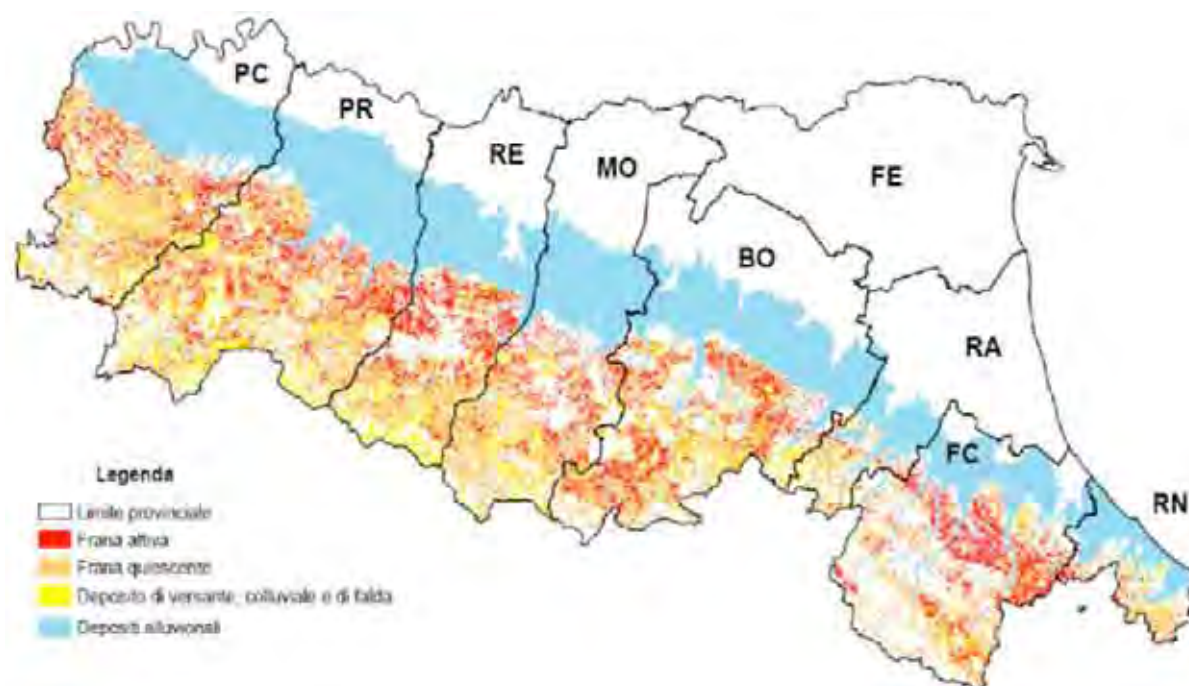 PC
PR
RE
MO
FE
BO
RA
FC
RN
Legenda
Limite provinciale
Frana attiva
Frana quiescente
Deposito di versante, colluviale e di falda
Depositi alluvionali